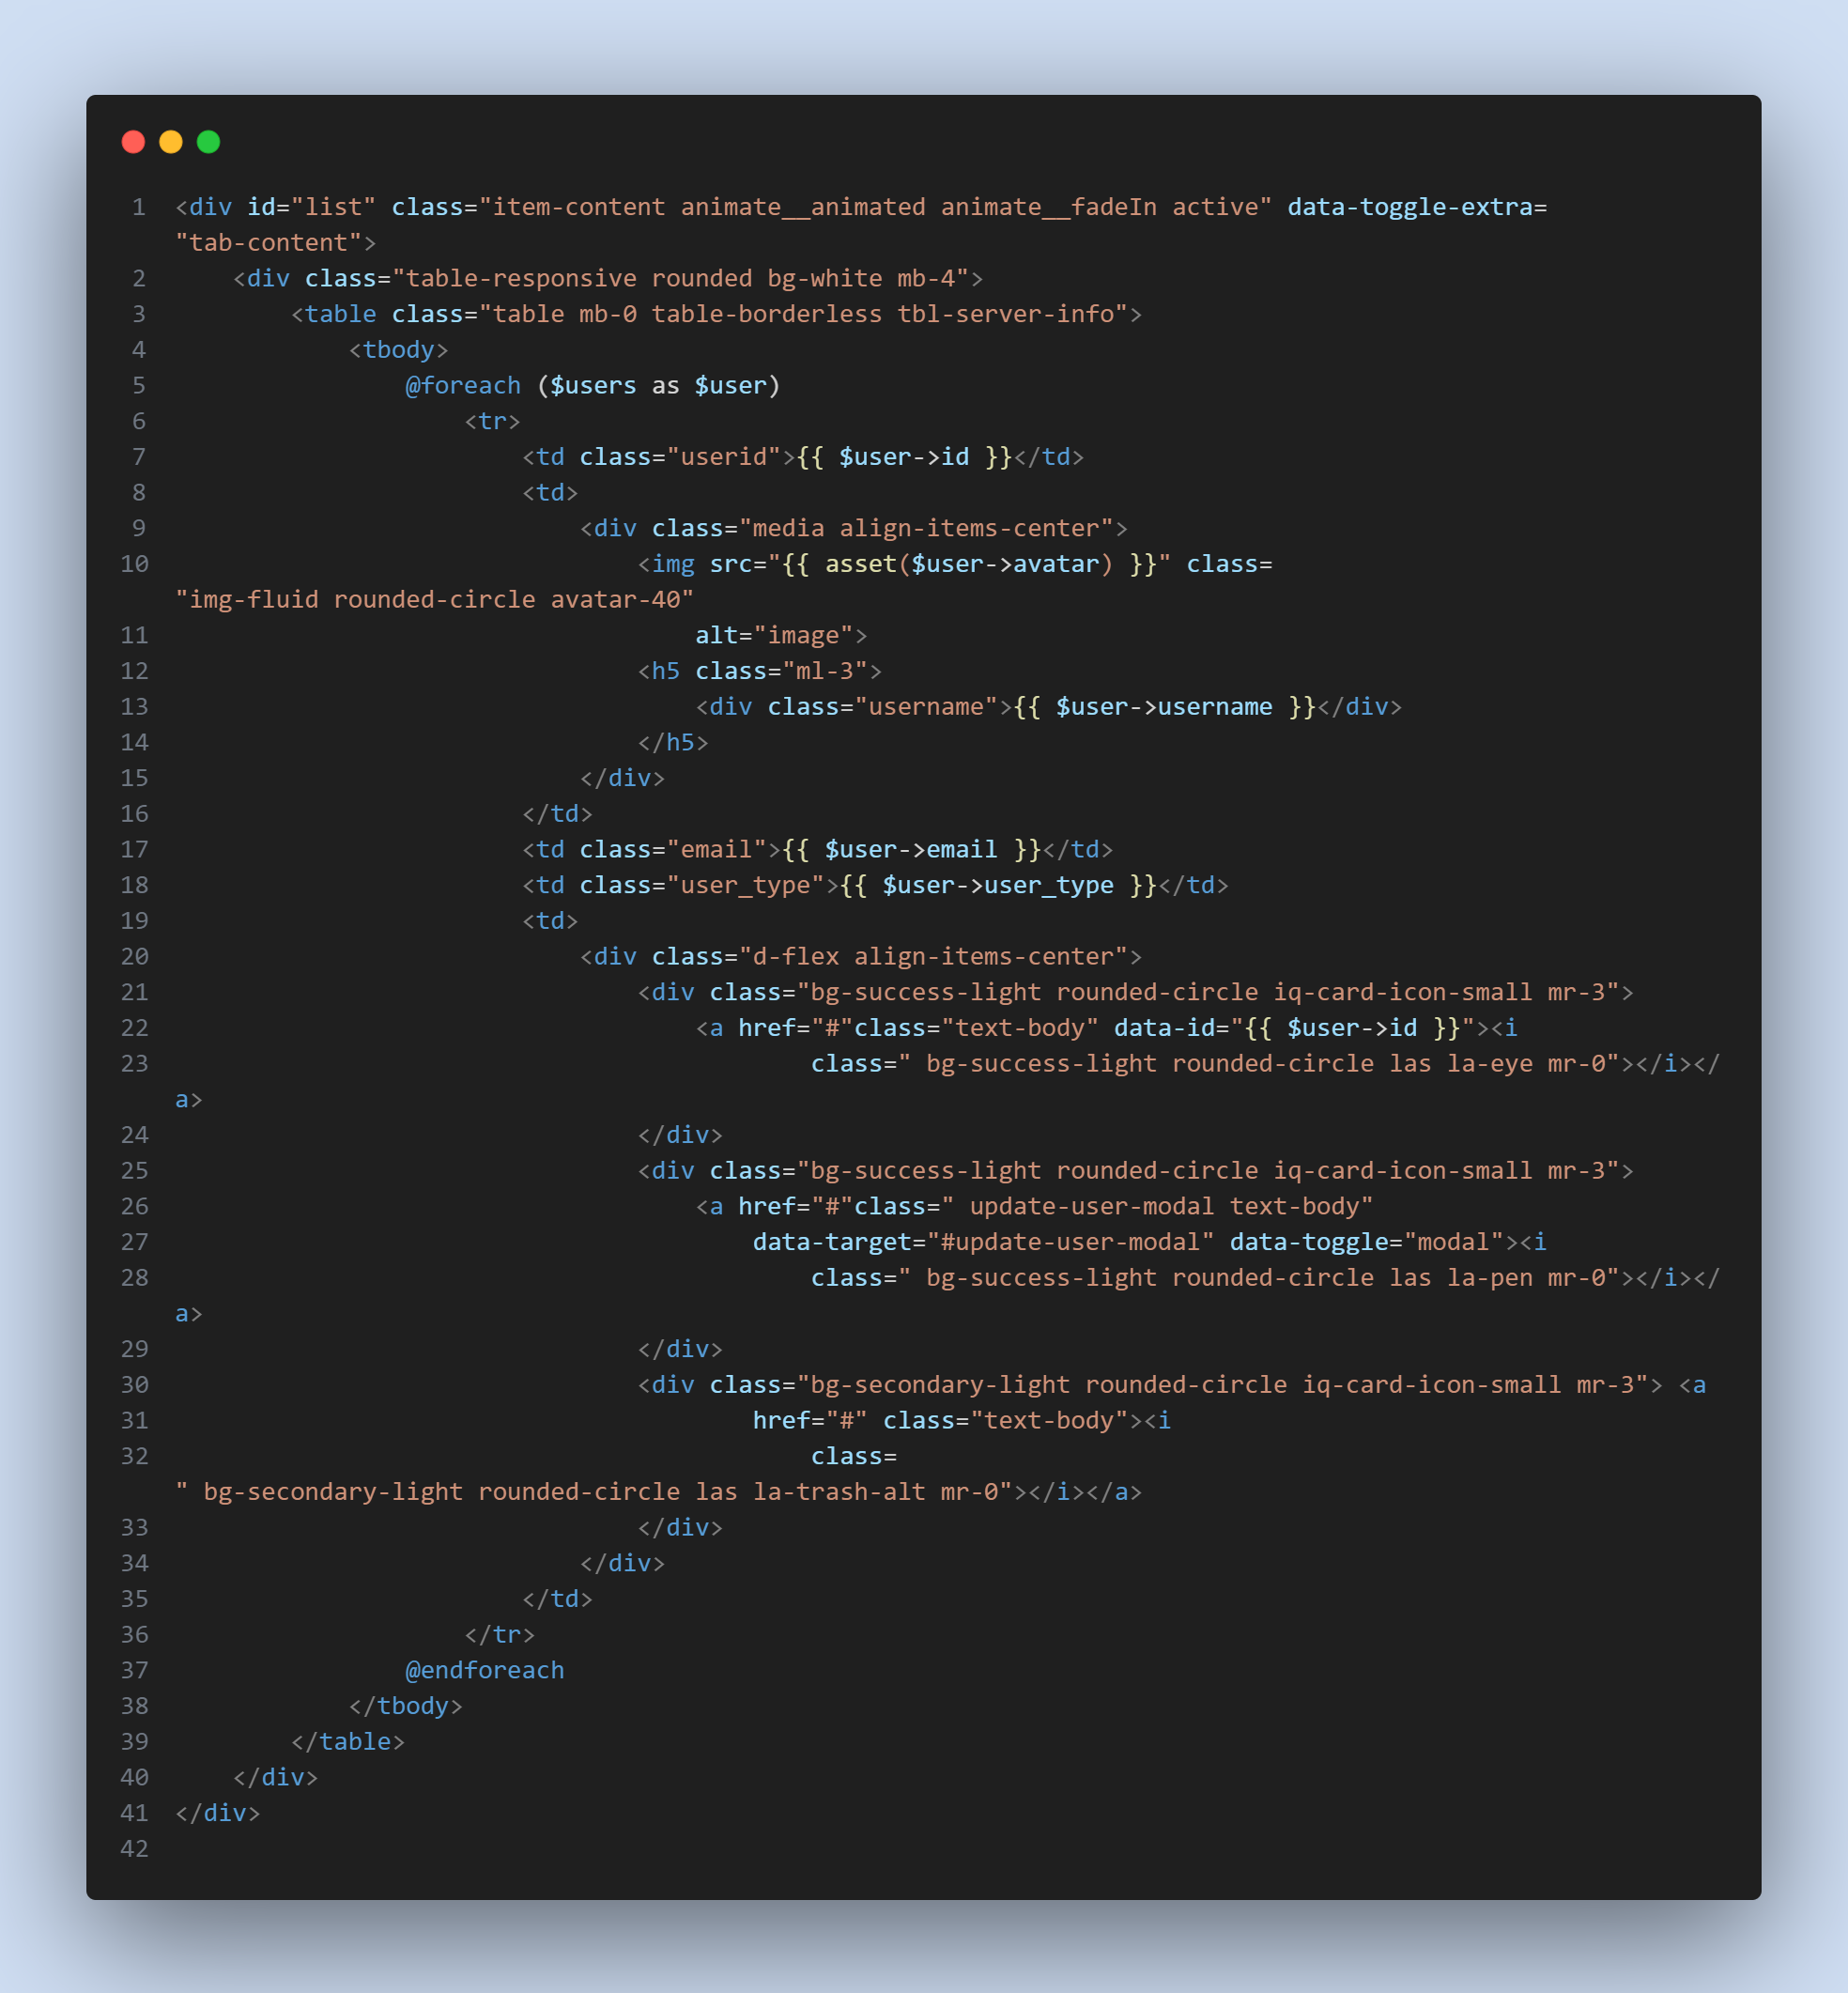 1 <div id="list" class="item-content animate__animated animate__fadeIn active" data-toggle-extra=
"tab-content">
2     <div class="table-responsive rounded bg-white mb-4">
3         <table class="table mb-0 table-borderless tbl-server-info">
4             <tbody>
5                 @foreach ($users as $user)
6                     <tr>
7                         <td class="userid">{{ $user->id }}</td>
8                         <td>
9                             <div class="media align-items-center">
10                                 <img src="{{ asset($user->avatar) }}" class=
"img-fluid rounded-circle avatar-40"
11                                     alt="image">
12                                 <h5 class="ml-3">
13                                     <div class="username">{{ $user->username }}</div>
14                                 </h5>
15                             </div>
16                         </td>
17                         <td class="email">{{ $user->email }}</td>
18                         <td class="user_type">{{ $user->user_type }}</td>
19                         <td>
20                             <div class="d-flex align-items-center">
21                                 <div class="bg-success-light rounded-circle iq-card-icon-small mr-3">
22                                     <a href="#"class="text-body" data-id="{{ $user->id }}"><i
23                                             class=" bg-success-light rounded-circle las la-eye mr-0"></i></
a>
24                                 </div>
25                                 <div class="bg-success-light rounded-circle iq-card-icon-small mr-3">
26                                     <a href="#"class=" update-user-modal text-body"
27                                         data-target="#update-user-modal" data-toggle="modal"><i
28                                             class=" bg-success-light rounded-circle las la-pen mr-0"></i></
a>
29                                 </div>
30                                 <div class="bg-secondary-light rounded-circle iq-card-icon-small mr-3"> <a
31                                         href="#" class="text-body"><i
32                                             class=
" bg-secondary-light rounded-circle las la-trash-alt mr-0"></i></a>
33                                 </div>
34                             </div>
35                         </td>
36                     </tr>
37                 @endforeach
38             </tbody>
39         </table>
40     </div>
41 </div>
42